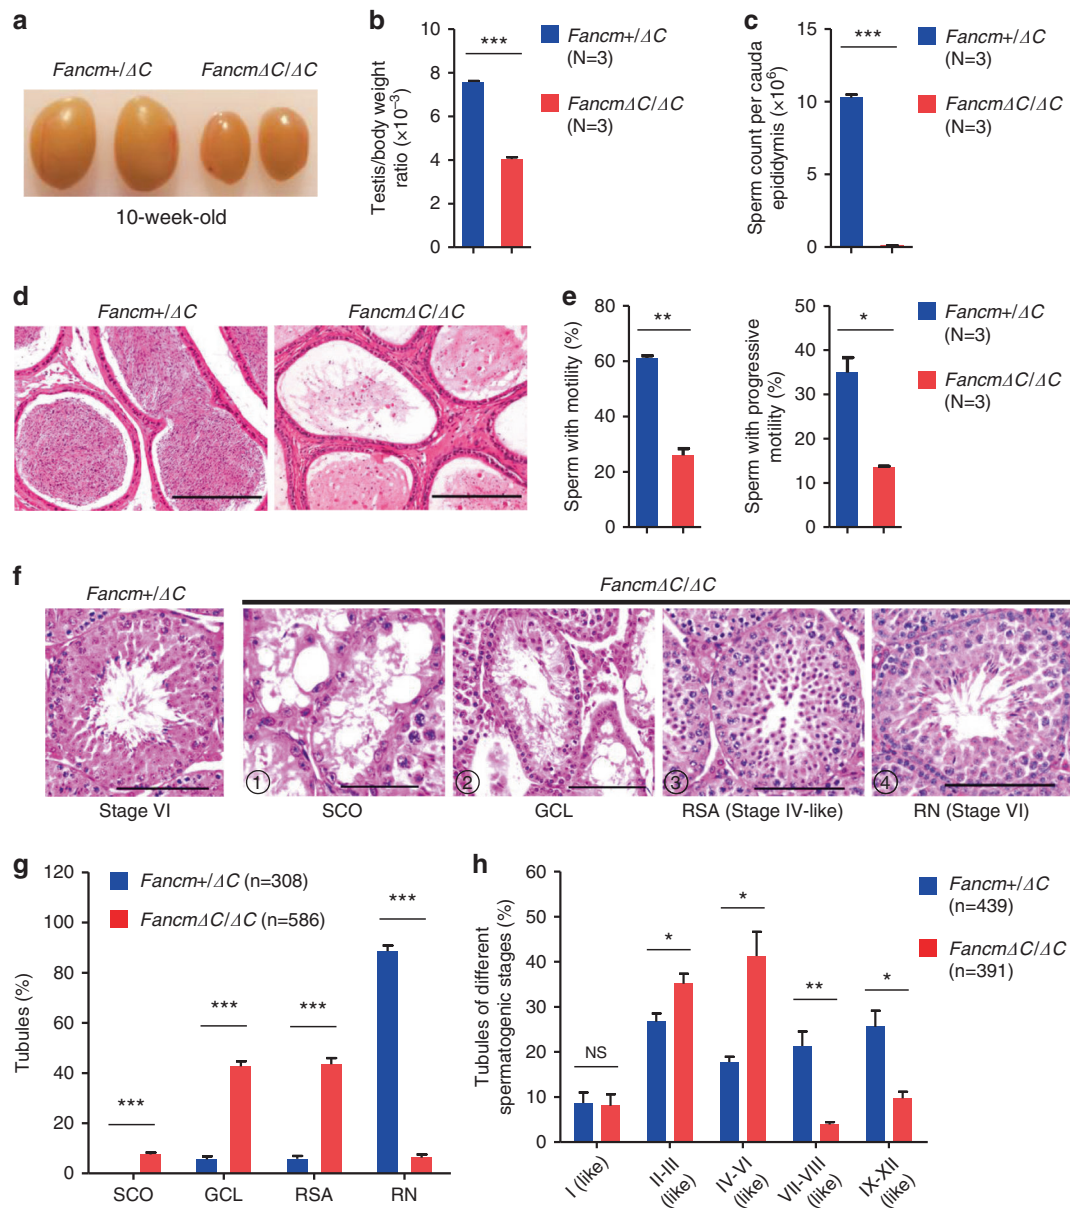 a
Fancm+/ΔC
FancmΔC/ΔC
10-week-old
b
Testis/body weight
ratio (×10⁻³)
10
8
6
4
2
0
***
Fancm+/ΔC
(N=3)
FancmΔC/ΔC
(N=3)
c
Sperm count per cauda
epididymis (×10⁶)
15
10
5
0
***
Fancm+/ΔC
(N=3)
FancmΔC/ΔC
(N=3)
d
Fancm+/ΔC
FancmΔC/ΔC
e
Sperm with motility (%)
80
60
40
20
0
**
Sperm with progressive
motility (%)
50
40
30
20
10
0
*
Fancm+/ΔC
(N=3)
FancmΔC/ΔC
(N=3)
f
Fancm+/ΔC
FancmΔC/ΔC
1
2
3
4
Stage VI
SCO
GCL
RSA (Stage IV-like)
RN (Stage VI)
g
Tubules (%)
120
100
80
60
40
20
0
Fancm+/ΔC (n=308)
FancmΔC/ΔC (n=586)
***
***
***
***
SCO
GCL
RSA
RN
h
Tubules of different
spermatogenic stages (%)
60
50
40
30
20
10
0
NS
*
*
**
*
Fancm+/ΔC
(n=439)
FancmΔC/ΔC
(n=391)
I (like)
II-III
(like)
IV-VI
(like)
VII-VIII
(like)
IX-XII
(like)